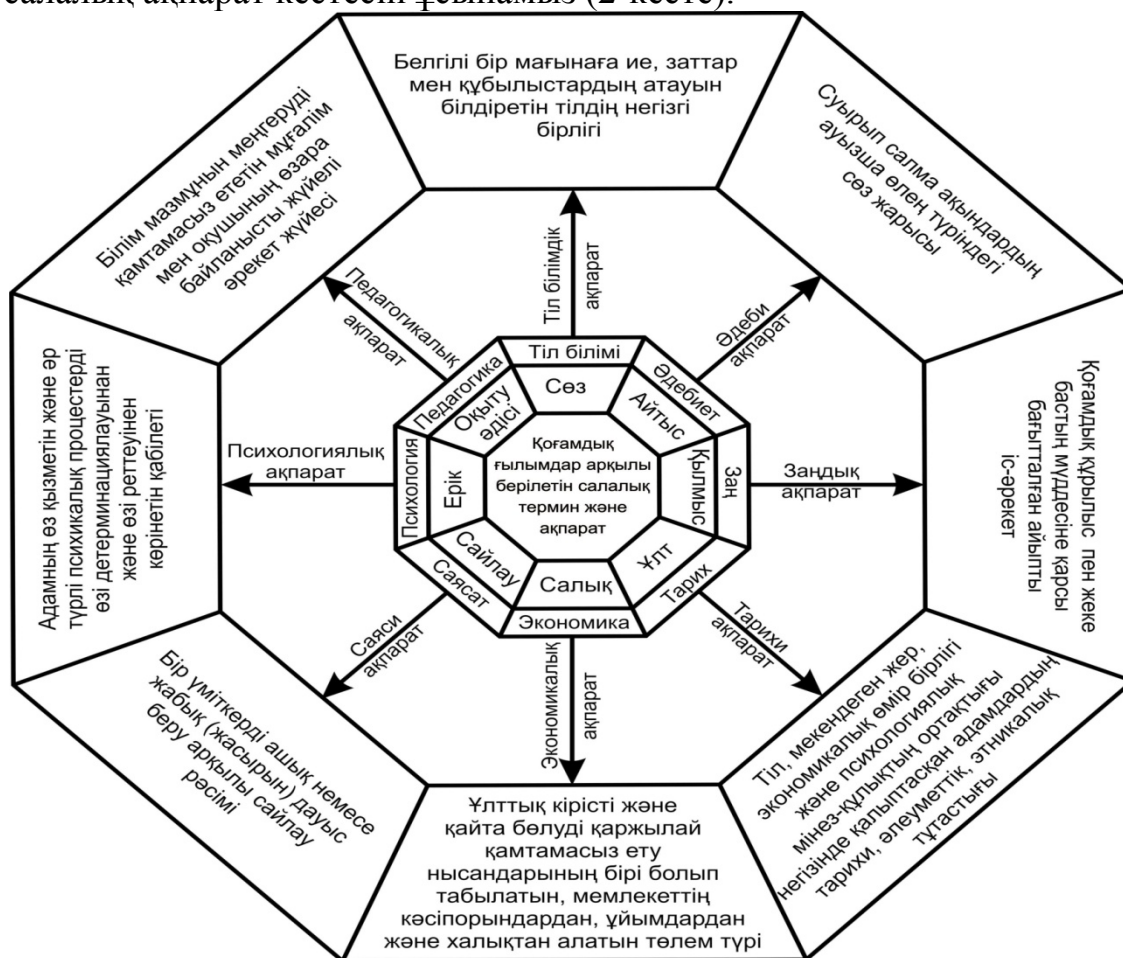 салалық ақпарат кестесін ұсынамыз (2-кесте).
Белгілі бір мағынаға ие, заттар
мен құбылыстардың атауын
білдіретін тілдің негізгі
бірлігі
Суырып салма ақындардың
ауызша өлең түріндегі
сөз жарысы
Қоғамдық құрылыс пен жеке
бастың мүддесіне қарсы
бағытталған айыпты
іс-әрекет
Тіл, мекендеген жер,
экономикалық өмір бірлігі
және психологиялық
мінез-құлықтың ортақтығы
негізінде қалыптасқан адамдардың
тарихи, әлеуметтік, этникалық
тұтастығы
Ұлттық кірісті және
қайта бөлуді қаржылай
қамтамасыз ету
нысандарының бірі болып
табылатын, мемлекеттің
кәсіпорындардан, ұйымдардан
және халықтан алатын төлем түрі
Бір үміткерді ашық немесе
жабық (жасырын) дауыс
беру арқылы сайлау
рәсімі
Адамның өз қызметін және әр
түрлі психикалық процестерді
өзі детерминациялауынан
және өзі реттеуінен
көрінетін қабілеті
Білім мазмұнын меңгеруді
қамтамасыз ететін мұғалім
мен оқушының өзара
байланысты жүйелі
әрекет жүйесі
Тіл білімдік
ақпарат
Әдеби
ақпарат
Заңдық
ақпарат
Тарихи
ақпарат
Экономикалық
ақпарат
Саяси
ақпарат
Психологиялық
ақпарат
Педагогикалық
ақпарат
Тіл білімі
Әдебиет
Заң
Тарих
Экономика
Саясат
Психология
Педагогика
Сөз
Айтыс
Қылмыс
Ұлт
Салық
Сайлау
Ерік
Оқыту
әдісі
Қоғамдық
ғылымдар арқылы
берілетін салалық
термин және
ақпарат